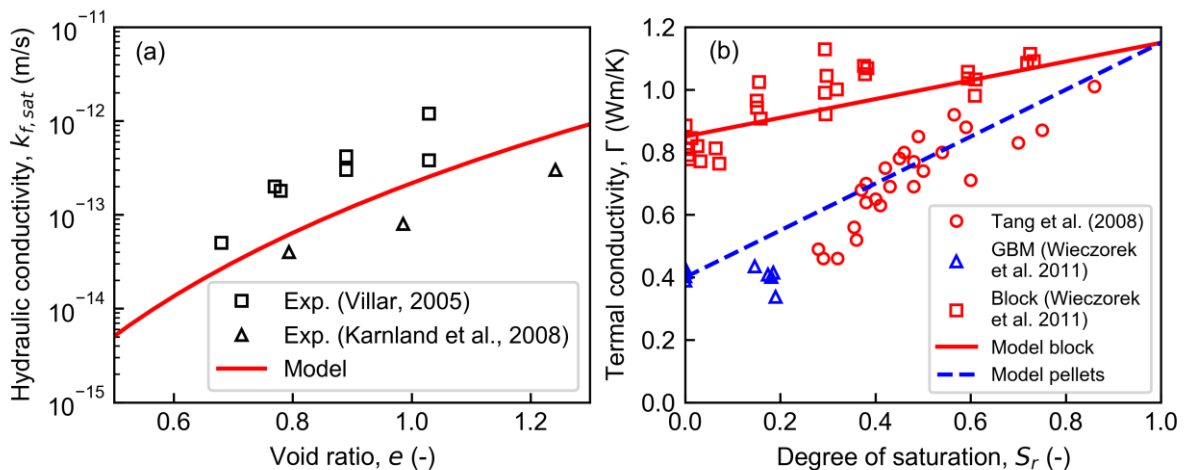 (a)
Hydraulic conductivity, k_{f,sat} (m/s)
10⁻¹¹
10⁻¹²
10⁻¹³
10⁻¹⁴
10⁻¹⁵
0.6 0.8 1.0 1.2
Void ratio, e (-)
Exp. (Villar, 2005)
Exp. (Karnland et al., 2008)
Model
(b)
Termal conductivity, Γ (Wm/K)
1.2
1.0
0.8
0.6
0.4
0.2
0.0
0.0 0.2 0.4 0.6 0.8 1.0
Degree of saturation, S_r (-)
Tang et al. (2008)
GBM (Wieczorek
et al. 2011)
Block (Wieczorek
et al. 2011)
Model block
Model pellets